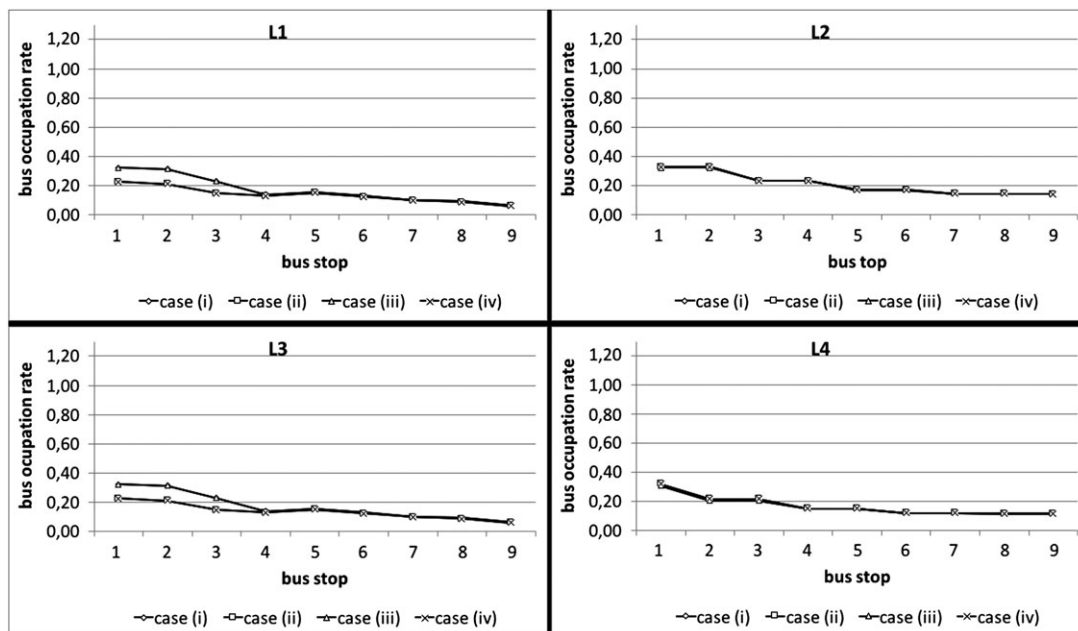 L1
bus occupation rate
1,20
1,00
0,80
0,60
0,40
0,20
0,00
1 2 3 4 5 6 7 8 9
bus stop
case (i) case (ii) case (iii) case (iv)
L2
bus occupation rate
1,20
1,00
0,80
0,60
0,40
0,20
0,00
1 2 3 4 5 6 7 8 9
bus top
case (i) case (ii) case (iii) case (iv)
L3
bus occupation rate
1,20
1,00
0,80
0,60
0,40
0,20
0,00
1 2 3 4 5 6 7 8 9
bus stop
case (i) case (ii) case (iii) case (iv)
L4
bus occupation rate
1,20
1,00
0,80
0,60
0,40
0,20
0,00
1 2 3 4 5 6 7 8 9
bus stop
case (i) case (ii) case (iii) case (iv)